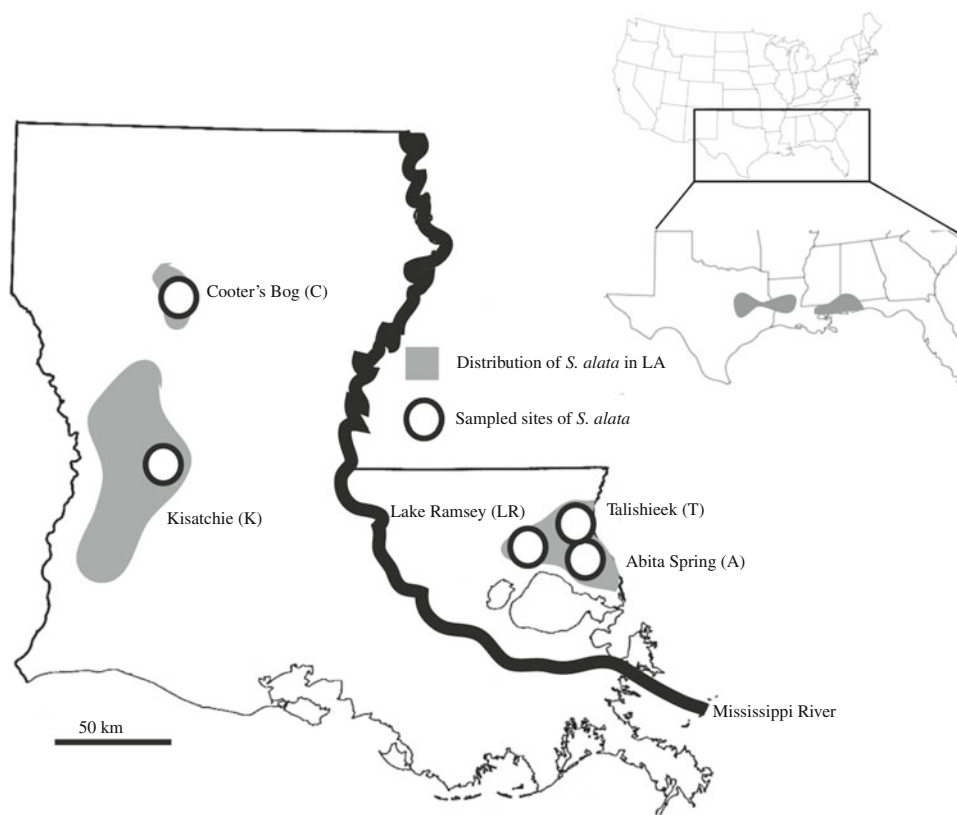 Cooter's Bog (C)
Distribution of S. alata in LA
Sampled sites of S. alata
Kisatchie (K)
Lake Ramsey (LR)
Talishieek (T)
Abita Spring (A)
50 km
Mississippi River